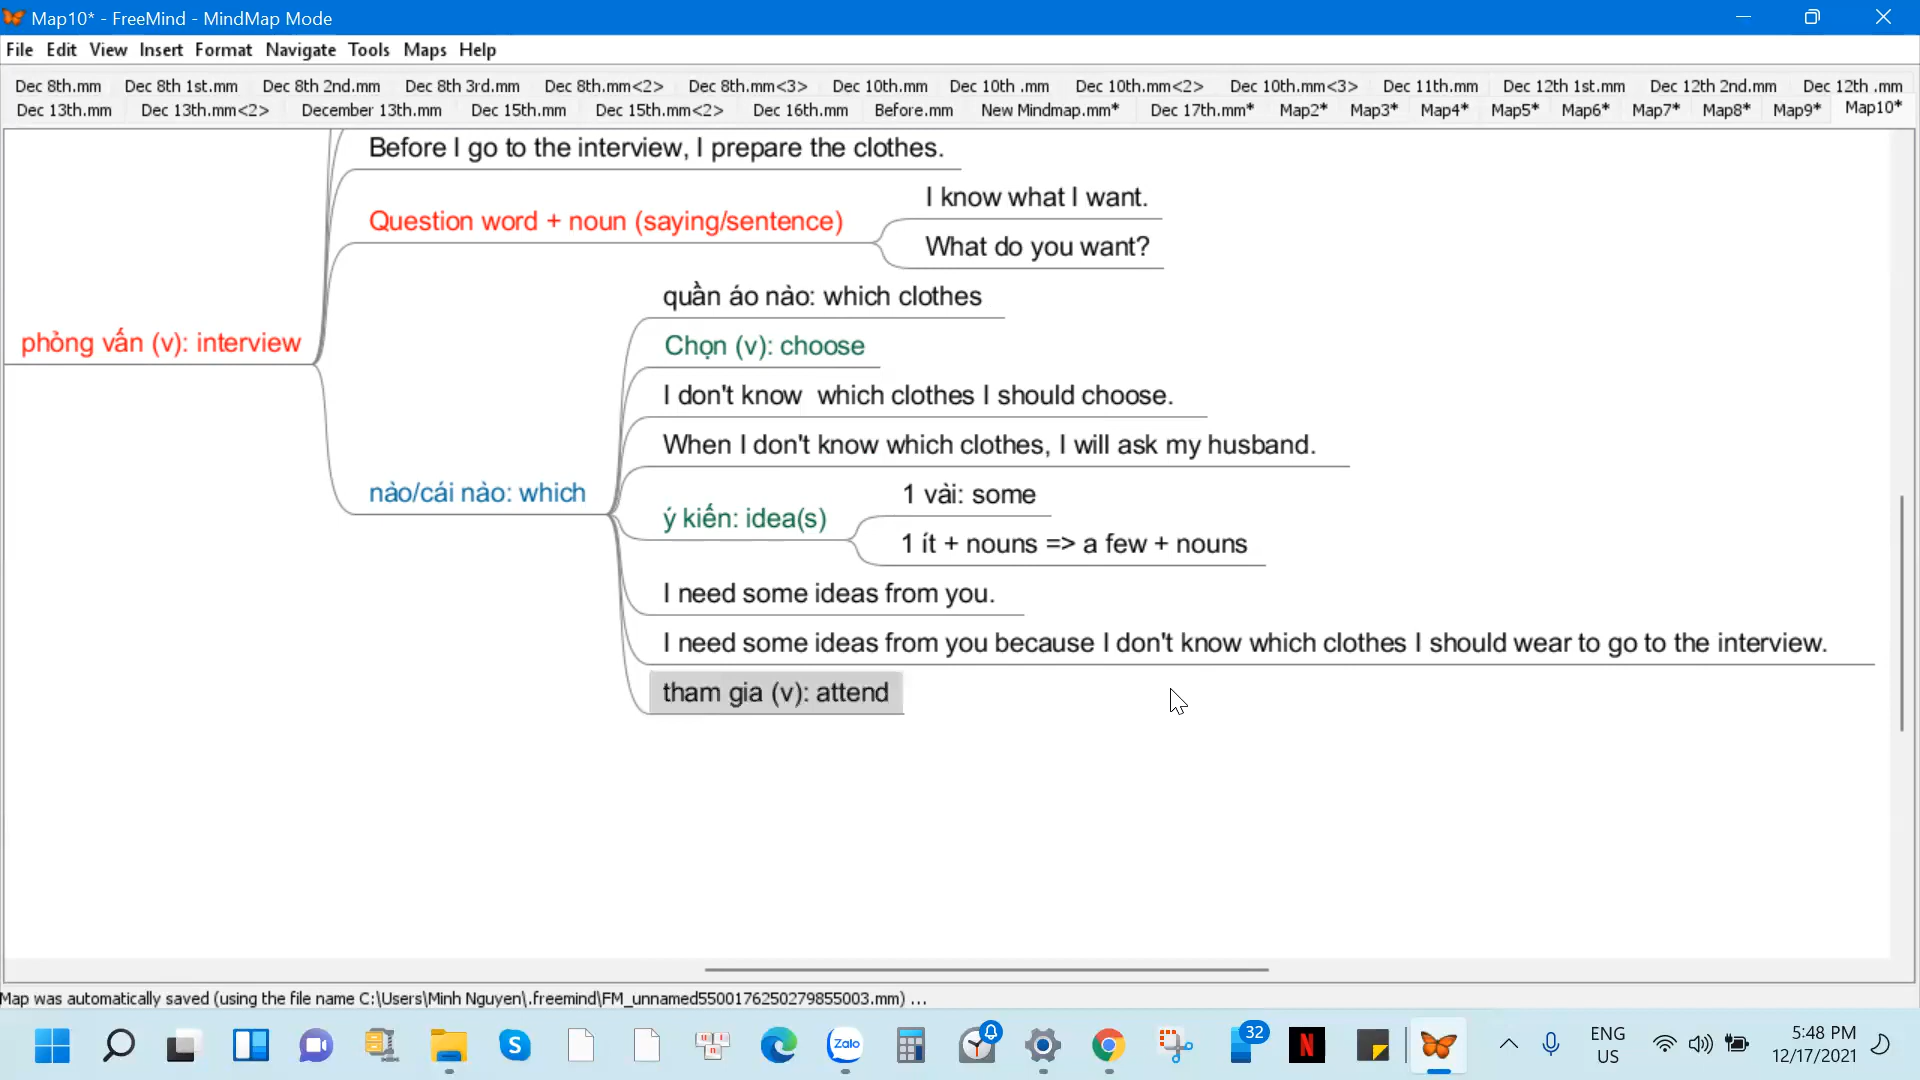 Map10* - FreeMind - MindMap Mode
File Edit View Insert Format Navigate Tools Maps Help
Dec 8th.mm Dec 8th 1st.mm Dec 8th 2nd.mm Dec 8th 3rd.mm Dec 8th.mm<2> Dec 8th.mm<3> Dec 10th.mm Dec 10th .mm Dec 10th.mm<2> Dec 10th.mm<3> Dec 11th.mm Dec 12th 1st.mm Dec 12th 2nd.mm Dec 12th .mm
Dec 13th.mm Dec 13th.mm<2> December 13th.mm Dec 15th.mm Dec 15th.mm<2> Dec 16th.mm Before.mm New Mindmap.mm* Dec 17th.mm* Map2* Map3* Map4* Map5* Map6* Map7* Map8* Map9* Map10*
Before I go to the interview, I prepare the clothes.
I know what I want.
Question word + noun (saying/sentence)
What do you want?
quần áo nào: which clothes
phỏng vấn (v): interview
Chọn (v): choose
I don't know  which clothes I should choose.
When I don't know which clothes, I will ask my husband.
nào/cái nào: which
1 vài: some
ý kiến: idea(s)
1 ít + nouns => a few + nouns
I need some ideas from you.
I need some ideas from you because I don't know which clothes I should wear to go to the interview.
tham gia (v): attend
Map was automatically saved (using the file name C:\Users\Minh Nguyen\.freemind\FM_unnamed5500176250279855003.mm) ...
Zalo
32
N
ENG
US
5:48 PM
12/17/2021